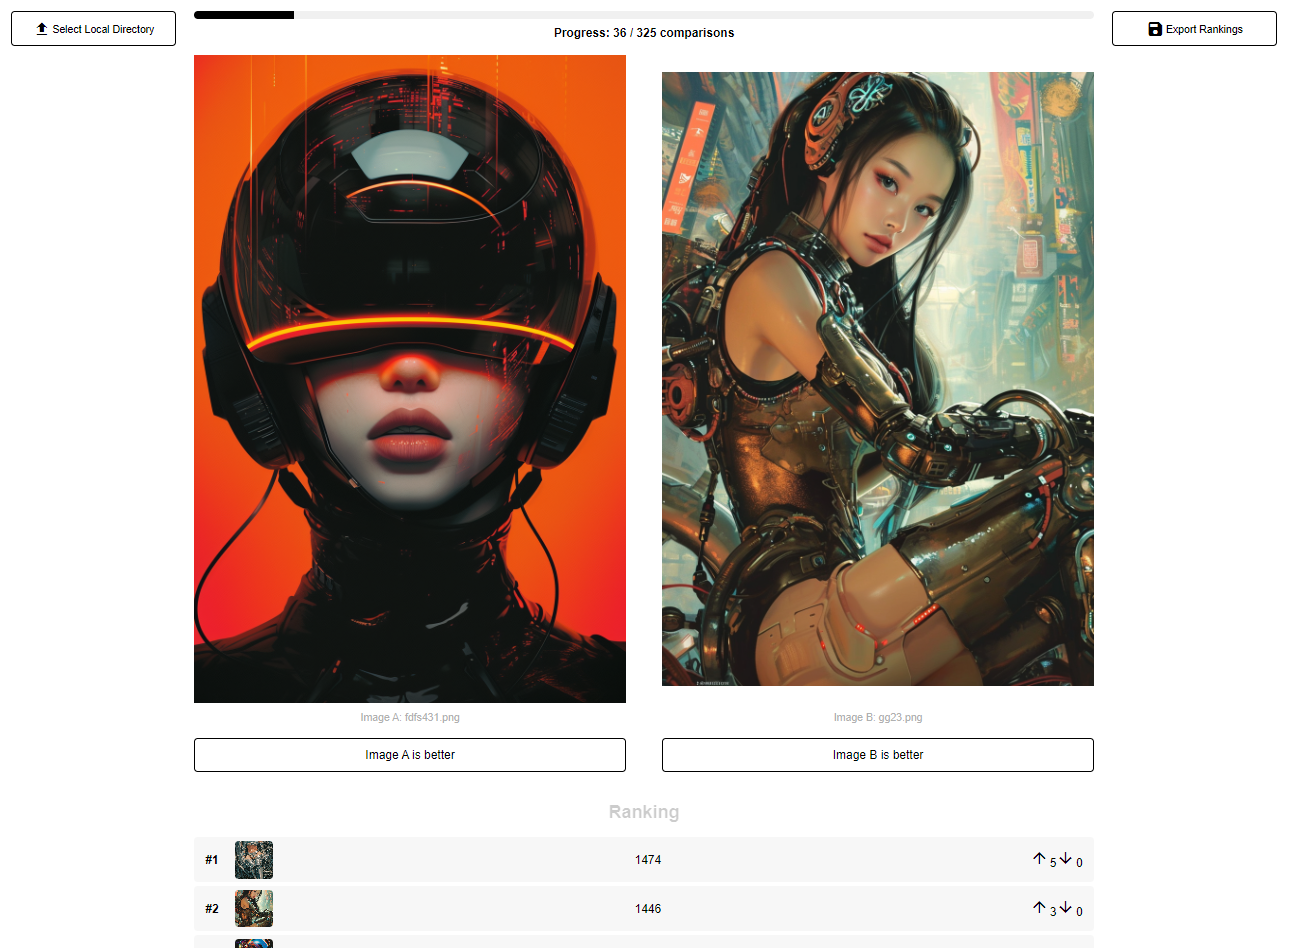 Select Local Directory
Progress: 36 / 325 comparisons
Export Rankings
Image A: fdfs431.png
Image B: gg23.png
Image A is better
Image B is better
Ranking
#1 1474 5 0
#2 1446 3 0